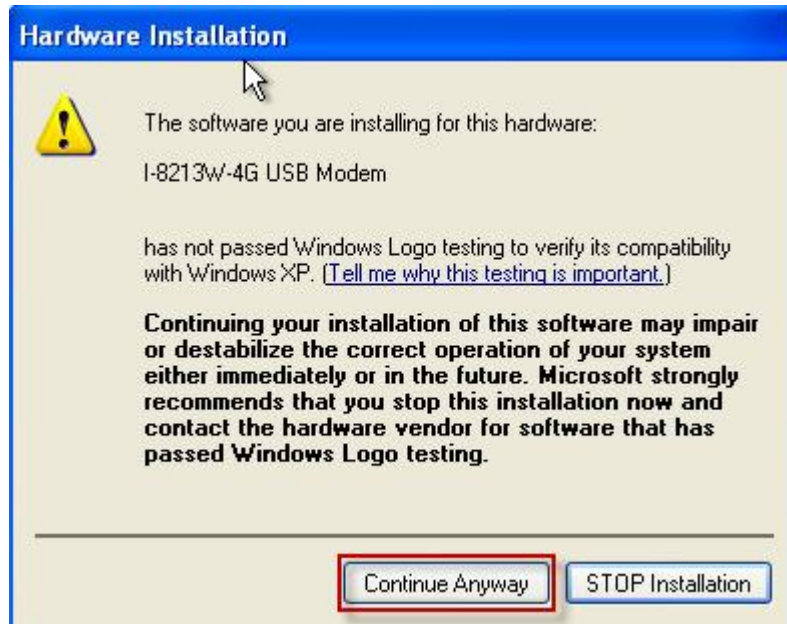 Hardware Installation
The software you are installing for this hardware:
I-8213W-4G USB Modem
has not passed Windows Logo testing to verify its compatibility
with Windows XP. (Tell me why this testing is important.)
Continuing your installation of this software may impair
or destabilize the correct operation of your system
either immediately or in the future. Microsoft strongly
recommends that you stop this installation now and
contact the hardware vendor for software that has
passed Windows Logo testing.
Continue Anyway
STOP Installation